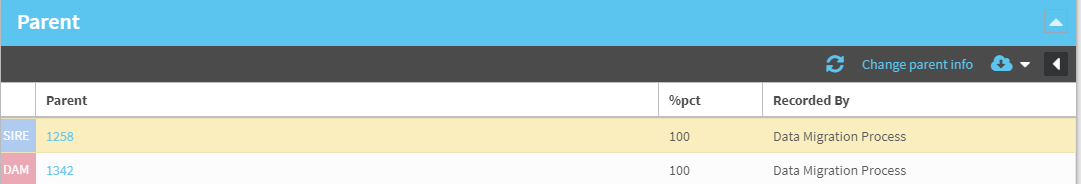 Parent
Change parent info
Parent %pct Recorded By
SIRE 1258 100 Data Migration Process
DAM 1342 100 Data Migration Process